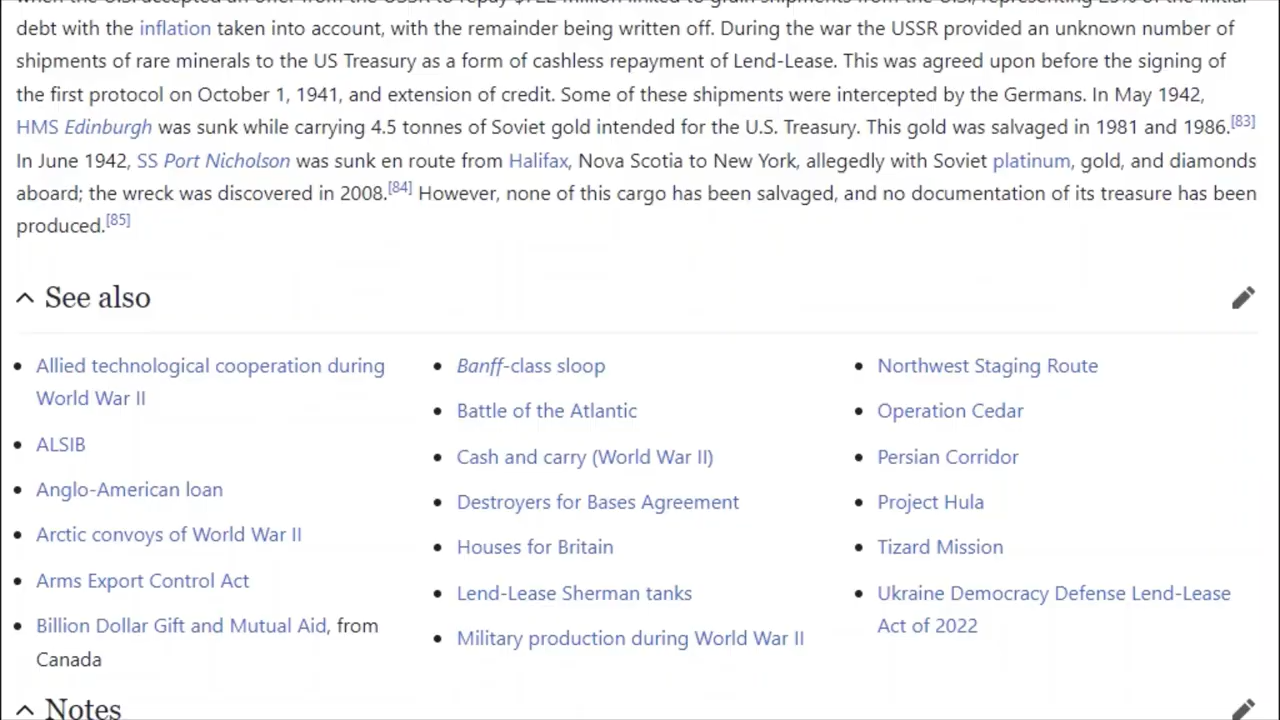 debt with the inflation taken into account, with the remainder being written off. During the war the USSR provided an unknown number of
shipments of rare minerals to the US Treasury as a form of cashless repayment of Lend-Lease. This was agreed upon before the signing of
the first protocol on October 1, 1941, and extension of credit. Some of these shipments were intercepted by the Germans. In May 1942,
HMS Edinburgh was sunk while carrying 4.5 tonnes of Soviet gold intended for the U.S. Treasury. This gold was salvaged in 1981 and 1986.[83]
In June 1942, SS Port Nicholson was sunk en route from Halifax, Nova Scotia to New York, allegedly with Soviet platinum, gold, and diamonds
aboard; the wreck was discovered in 2008.[84] However, none of this cargo has been salvaged, and no documentation of its treasure has been
produced.[85]
See also
Allied technological cooperation during
World War II
ALSIB
Anglo-American loan
Arctic convoys of World War II
Arms Export Control Act
Billion Dollar Gift and Mutual Aid, from
Canada
Banff-class sloop
Battle of the Atlantic
Cash and carry (World War II)
Destroyers for Bases Agreement
Houses for Britain
Lend-Lease Sherman tanks
Military production during World War II
Northwest Staging Route
Operation Cedar
Persian Corridor
Project Hula
Tizard Mission
Ukraine Democracy Defense Lend-Lease
Act of 2022
Notes